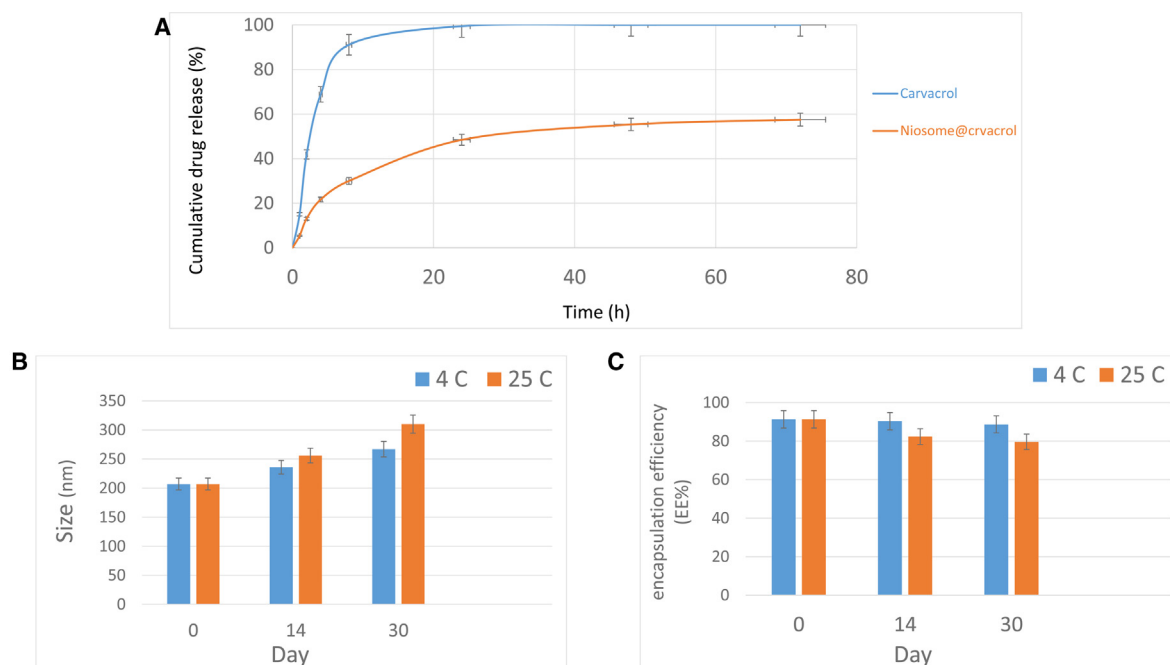 A
Cumulative drug release (%)
100
80
60
40
20
0
0 20 40 60 80
Time (h)
Carvacrol
Niosome@crvacrol
B
4 C 25 C
Size (nm)
350
300
250
200
150
100
50
0
0 14 30
Day
C
4 C 25 C
encapsulation efficiency
(EE%)
100
80
60
40
20
0
0 14 30
Day